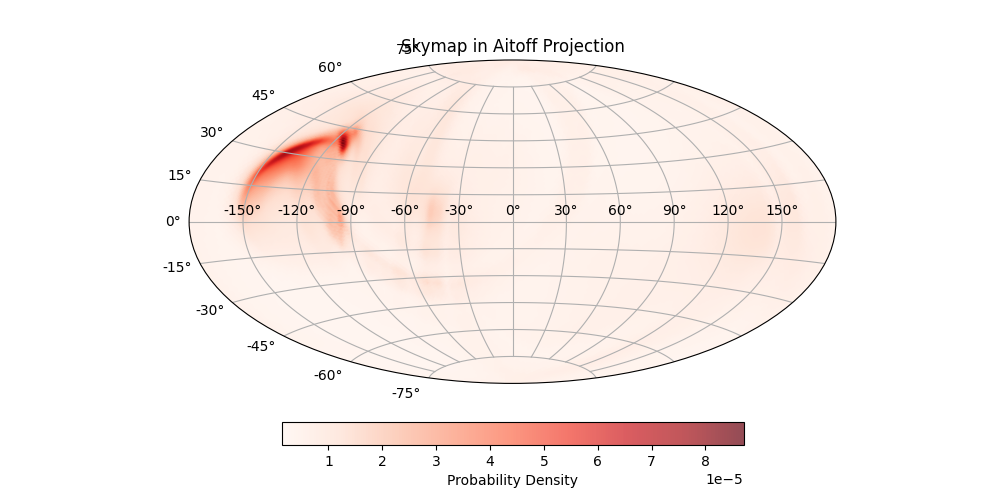 Skymap in Aitoff Projection
75°
60°
45°
30°
15°
-150° -120° -90° -60° -30° 0° 30° 60° 90° 120° 150°
0°
-15°
-30°
-45°
-60°
-75°
1 2 3 4 5 6 7 8
Probability Density
1e−5